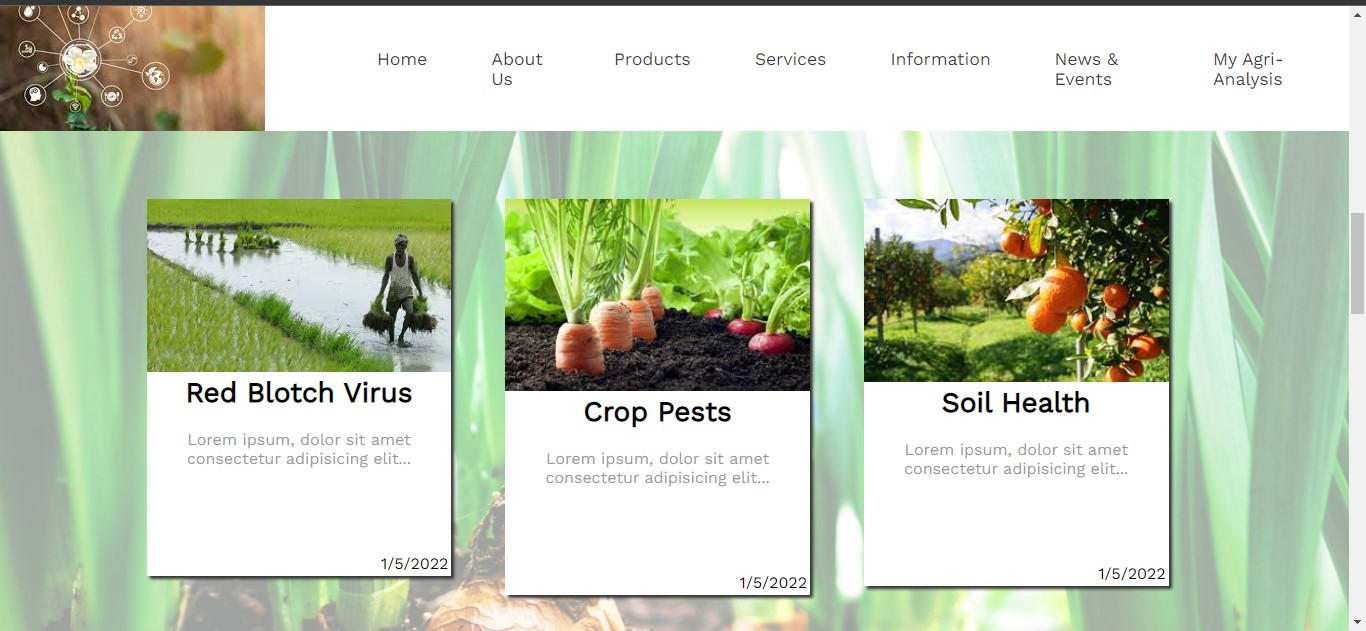 Home
About
Us
Products
Services
Information
News &
Events
My Agri-
Analysis
Red Blotch Virus
Lorem ipsum, dolor sit amet
consectetur adipisicing elit...
1/5/2022
Crop Pests
Lorem ipsum, dolor sit amet
consectetur adipisicing elit...
1/5/2022
Soil Health
Lorem ipsum, dolor sit amet
consectetur adipisicing elit...
1/5/2022